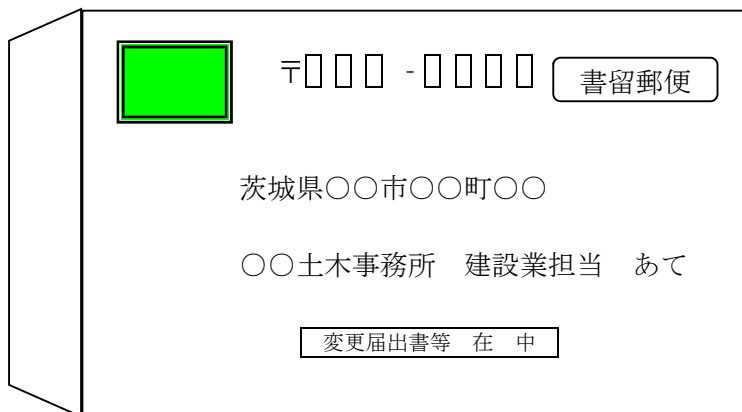 〒□□□-□□□□ 書留郵便
茨城県○○市○○町○○
○○土木事務所 建設業担当 あて
変更届出書等 在 中